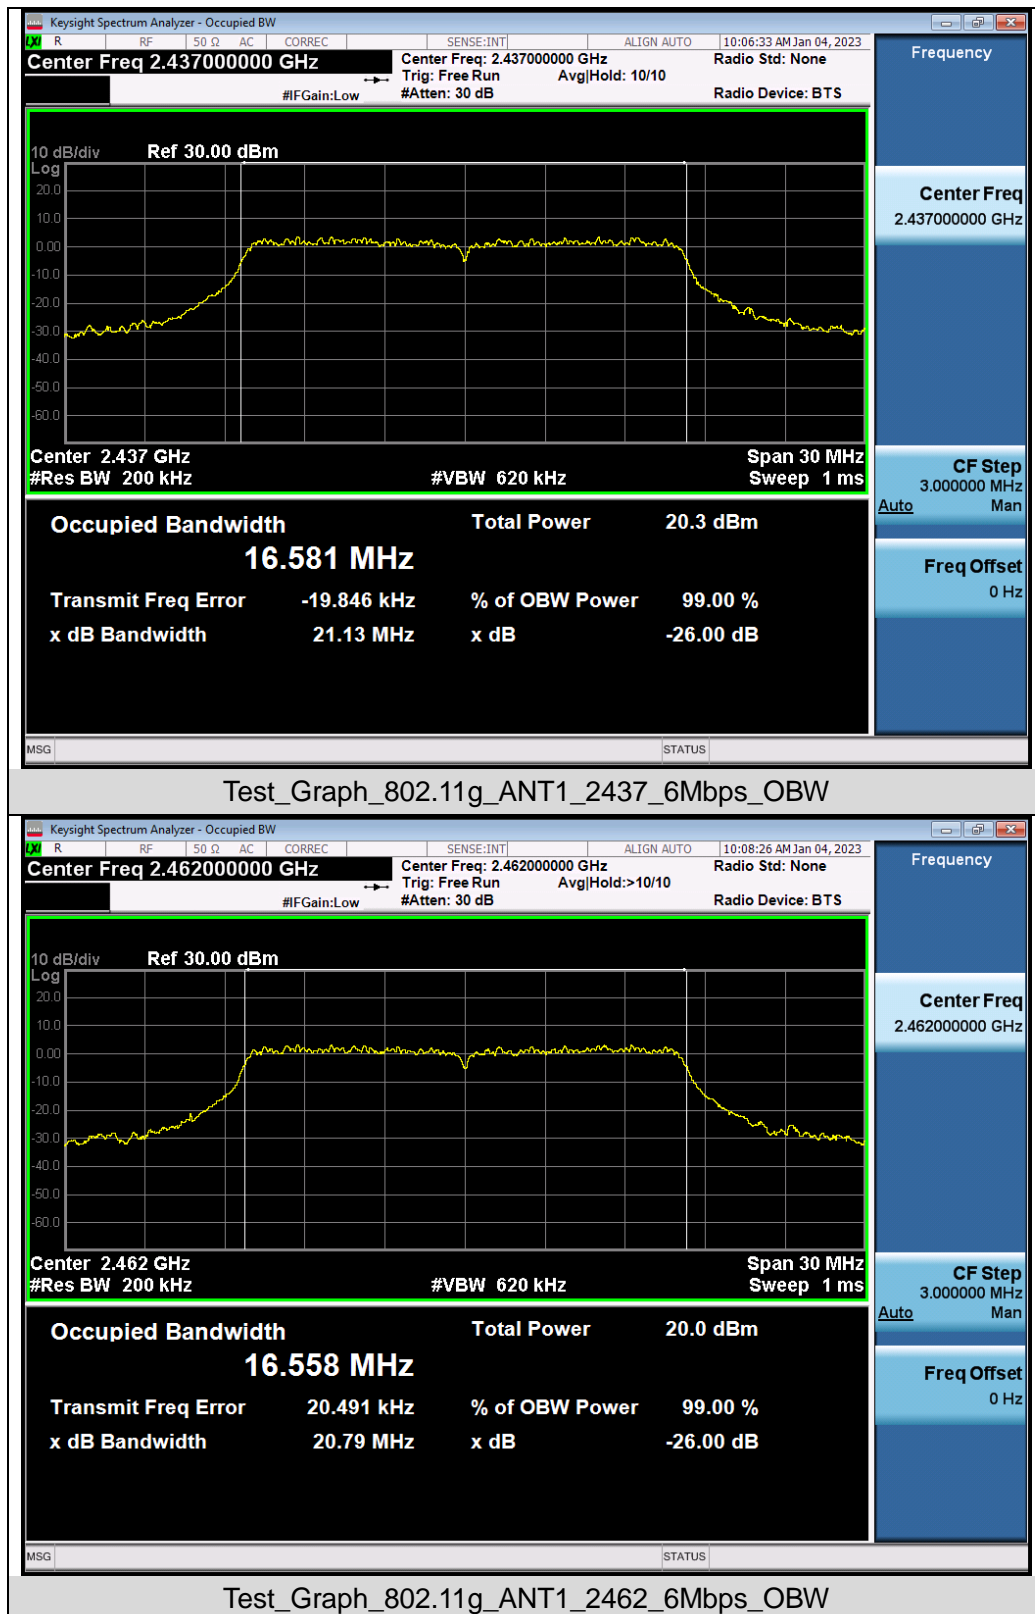 Keysight Spectrum Analyzer - Occupied BW
LXI R RF 50 Ω AC CORREC SENSE:INT ALIGN AUTO 10:06:33 AM Jan 04, 2023
Center Freq 2.437000000 GHz
Center Freq: 2.437000000 GHz
Radio Std: None
Trig: Free Run Avg|Hold: 10/10
#IFGain:Low #Atten: 30 dB Radio Device: BTS
Frequency
10 dB/div Ref 30.00 dBm
Log
20.0
10.0
0.00
-10.0
-20.0
-30.0
-40.0
-50.0
-60.0
Center 2.437 GHz Span 30 MHz
#Res BW 200 kHz #VBW 620 kHz Sweep 1 ms
Center Freq
2.437000000 GHz
CF Step
3.000000 MHz
Auto Man
Freq Offset
0 Hz
Occupied Bandwidth Total Power 20.3 dBm
16.581 MHz
Transmit Freq Error -19.846 kHz % of OBW Power 99.00 %
x dB Bandwidth 21.13 MHz x dB -26.00 dB
MSG STATUS
Test_Graph_802.11g_ANT1_2437_6Mbps_OBW
Keysight Spectrum Analyzer - Occupied BW
LXI R RF 50 Ω AC CORREC SENSE:INT ALIGN AUTO 10:08:26 AM Jan 04, 2023
Center Freq 2.462000000 GHz
Center Freq: 2.462000000 GHz
Radio Std: None
Trig: Free Run Avg|Hold:>10/10
#IFGain:Low #Atten: 30 dB Radio Device: BTS
Frequency
10 dB/div Ref 30.00 dBm
Log
20.0
10.0
0.00
-10.0
-20.0
-30.0
-40.0
-50.0
-60.0
Center 2.462 GHz Span 30 MHz
#Res BW 200 kHz #VBW 620 kHz Sweep 1 ms
Center Freq
2.462000000 GHz
CF Step
3.000000 MHz
Auto Man
Freq Offset
0 Hz
Occupied Bandwidth Total Power 20.0 dBm
16.558 MHz
Transmit Freq Error 20.491 kHz % of OBW Power 99.00 %
x dB Bandwidth 20.79 MHz x dB -26.00 dB
MSG STATUS
Test_Graph_802.11g_ANT1_2462_6Mbps_OBW